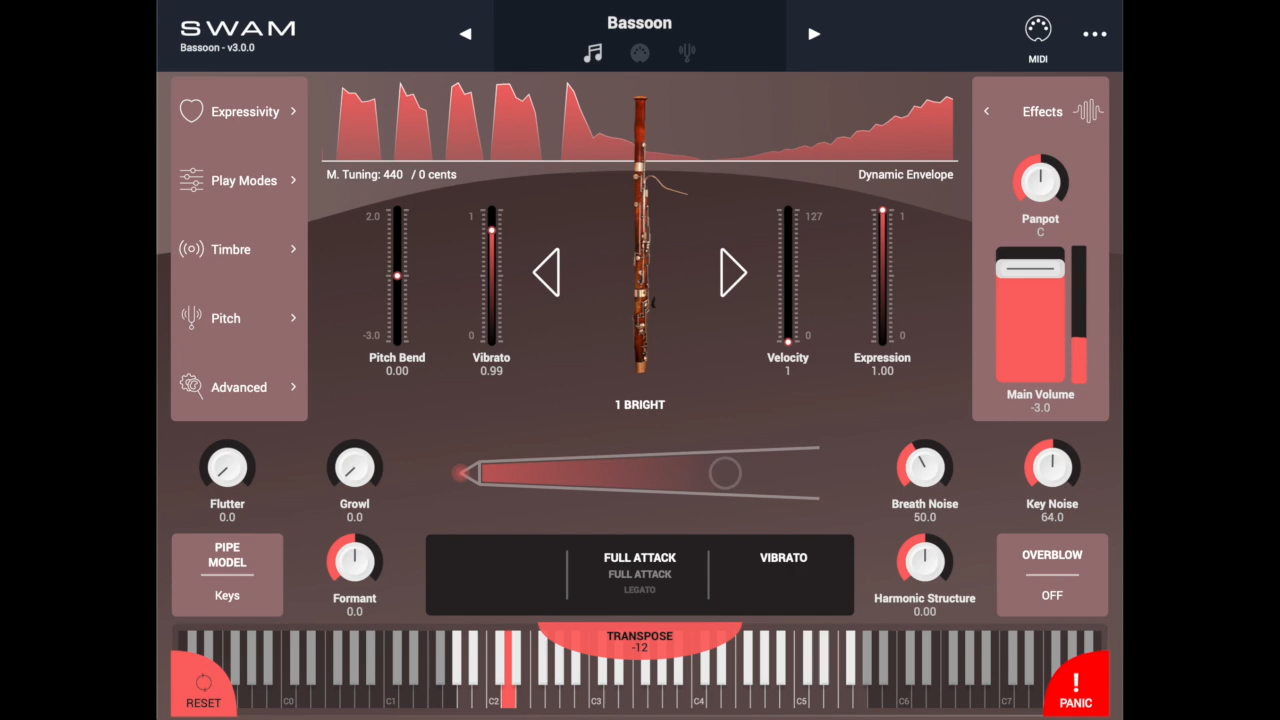 SWAM
Bassoon - v3.0.0
Bassoon
MIDI
Expressivity
Play Modes
Timbre
Pitch
Advanced
M. Tuning: 440 / 0 cents
Dynamic Envelope
Effects
Panpot
C
2.0
-3.0
Pitch Bend
0.00
1
0
Vibrato
0.99
127
0
Velocity
1
1
0
Expression
1.00
Main Volume
-3.0
1 BRIGHT
Flutter
0.0
Growl
0.0
Breath Noise
50.0
Key Noise
64.0
PIPE
MODEL
Keys
Formant
0.0
FULL ATTACK
FULL ATTACK
LEGATO
VIBRATO
Harmonic Structure
0.00
OVERBLOW
OFF
TRANSPOSE
-12
RESET
C0
C1
C2
C3
C4
C5
C6
C7
!
PANIC